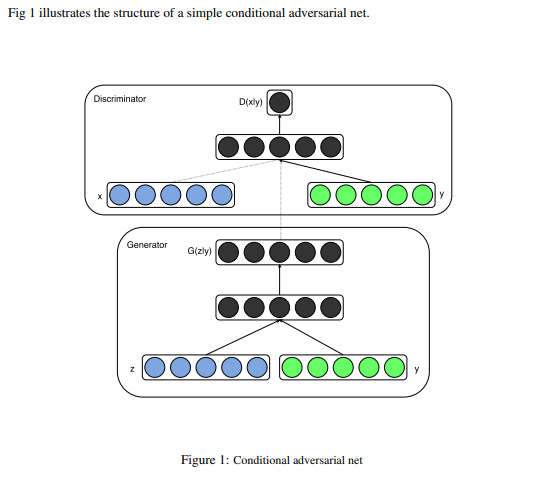 Fig 1 illustrates the structure of a simple conditional adversarial net.
Discriminator
D(x|y)
x
y
Generator
G(z|y)
z
y
Figure 1: Conditional adversarial net